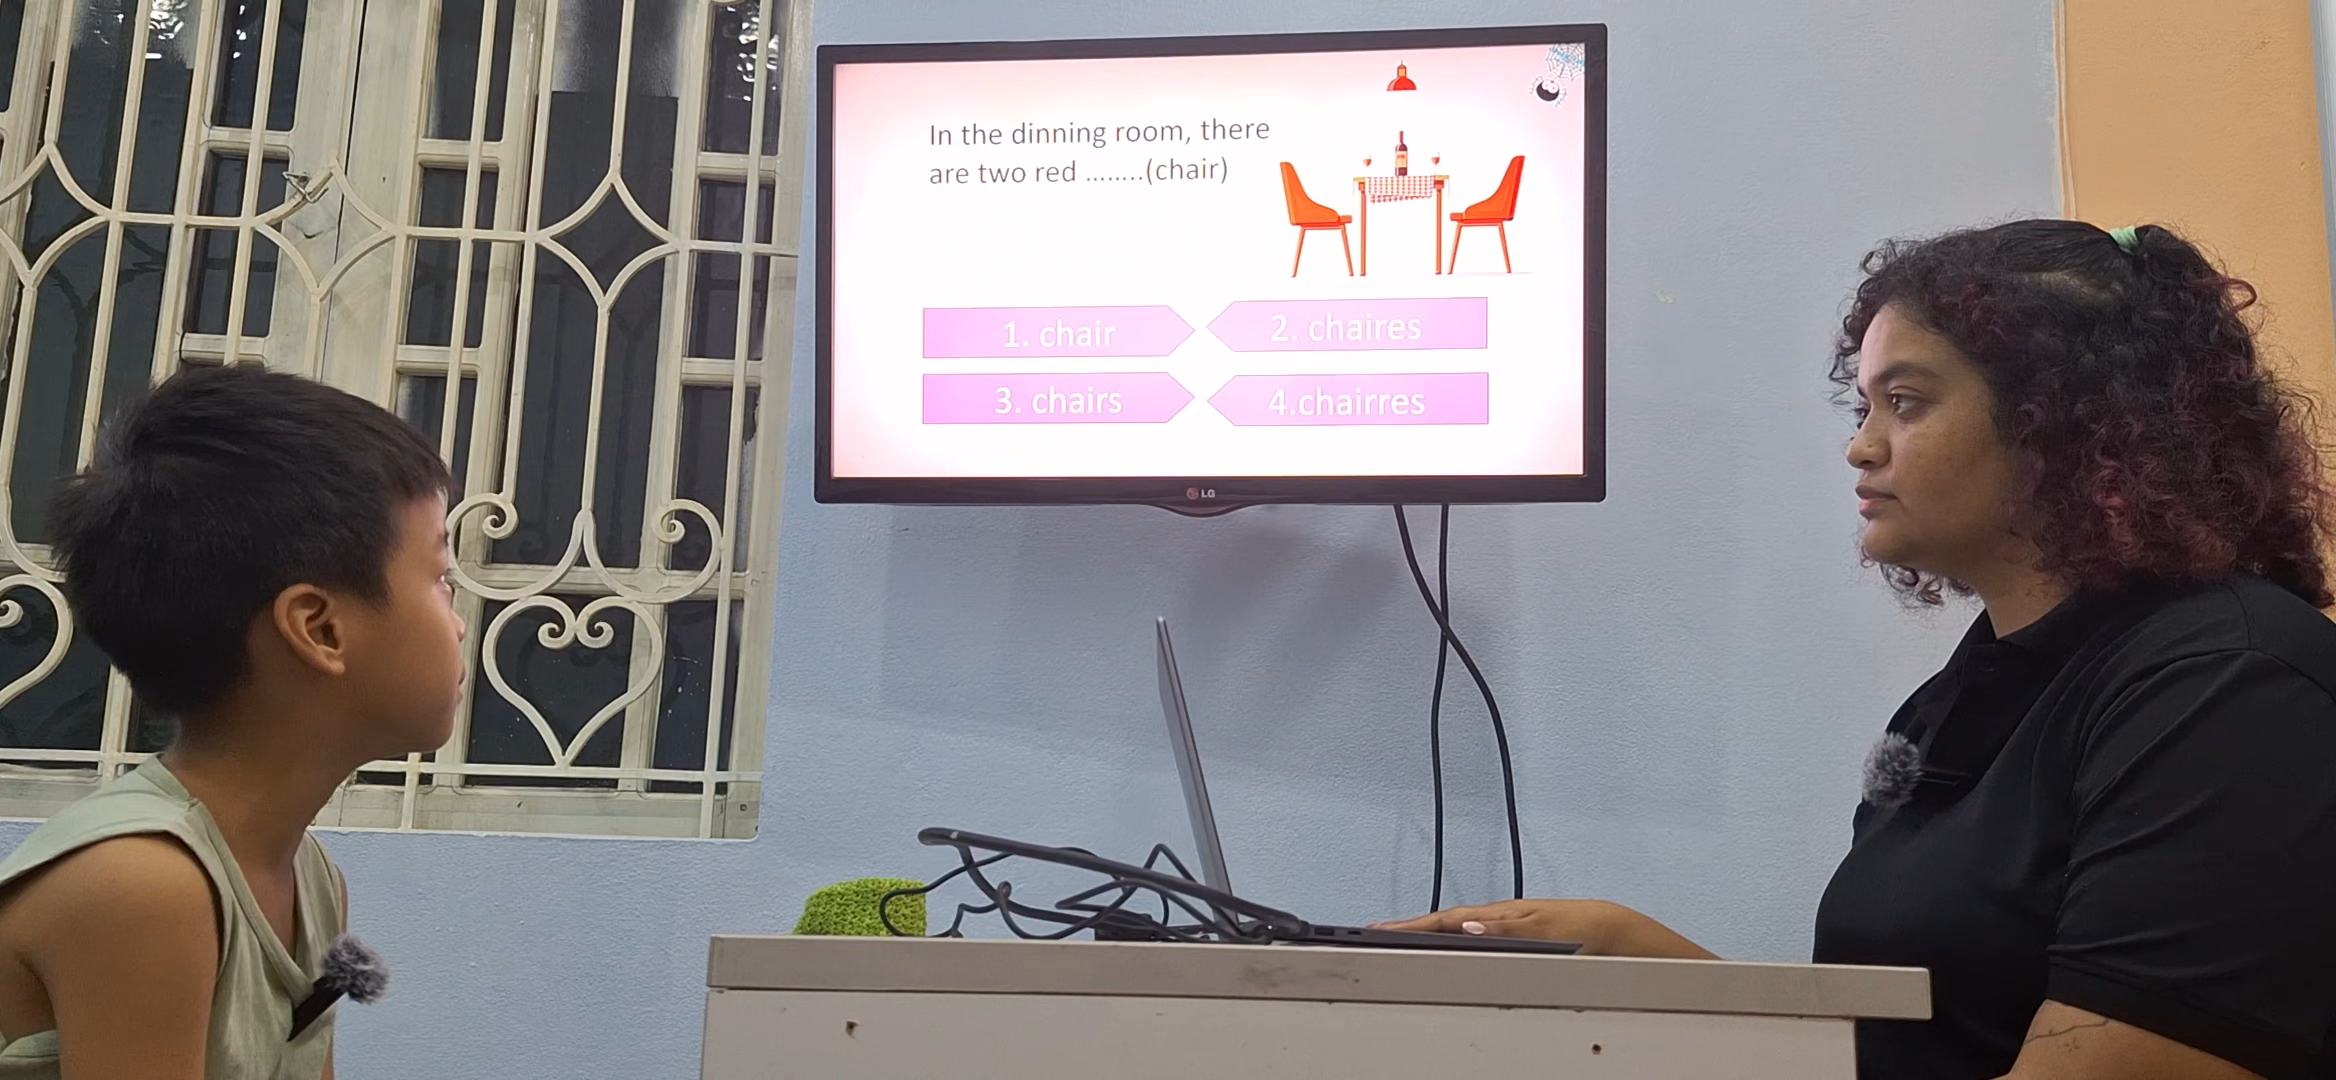 In the dinning room, there
are two red ........(chair)
1. chair
2. chaires
3. chairs
4.chairres
LG